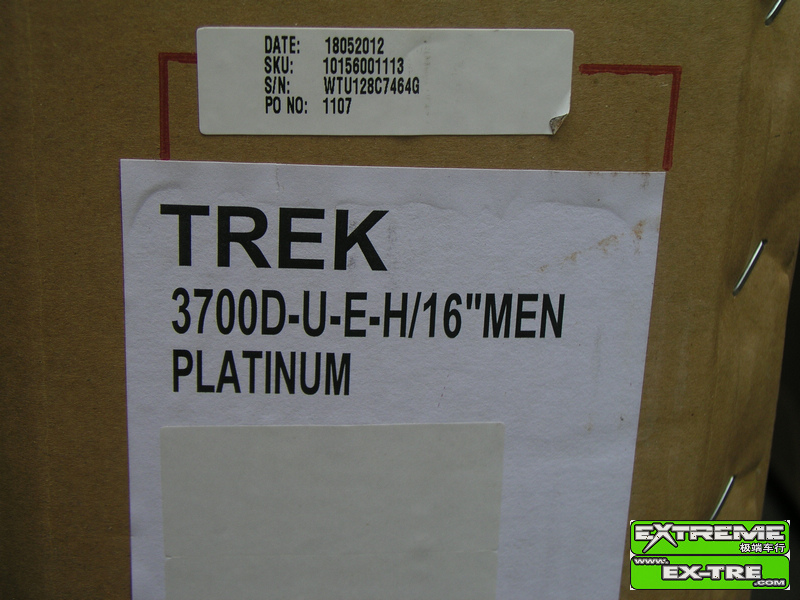 DATE: 18052012
SKU: 10156001113
S/N: WTU128C7464G
PO NO: 1107
TREK
3700D-U-E-H/16"MEN
PLATINUM
EXTREME
极端车行
www.
EX-TRE
.COM